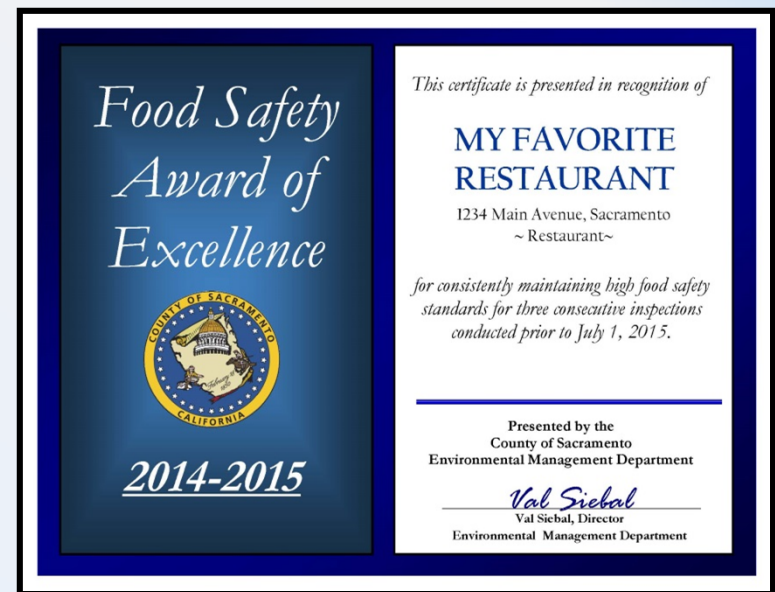 Food Safety
Award of
Excellence
COUNTY OF SACRAMENTO
CALIFORNIA
2014-2015
This certificate is presented in recognition of
MY FAVORITE
RESTAURANT
1234 Main Avenue, Sacramento
~ Restaurant~
for consistently maintaining high food safety
standards for three consecutive inspections
conducted prior to July 1, 2015.
Presented by the
County of Sacramento
Environmental Management Department
Val Siebal
Val Siebal, Director
Environmental Management Department